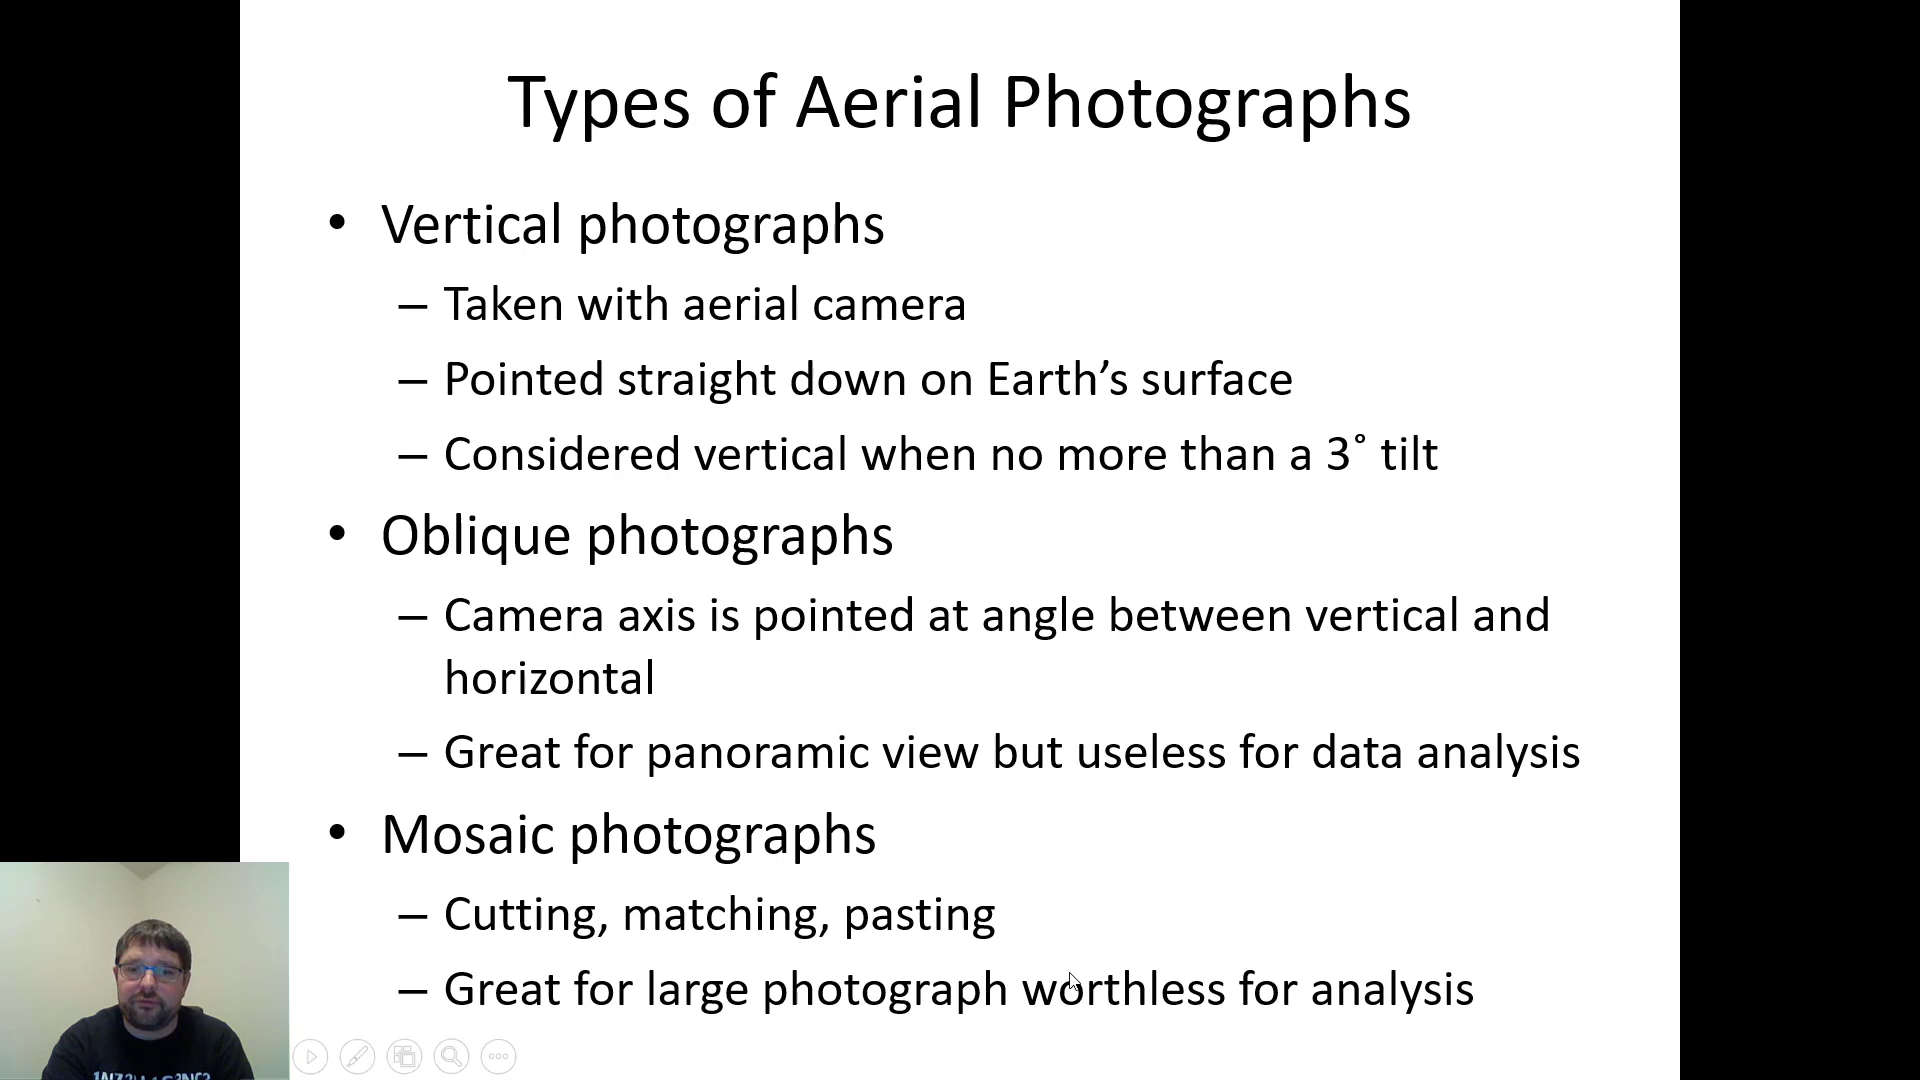 Types of Aerial Photographs
• Vertical photographs
– Taken with aerial camera
– Pointed straight down on Earth’s surface
– Considered vertical when no more than a 3˚ tilt
• Oblique photographs
– Camera axis is pointed at angle between vertical and
horizontal
– Great for panoramic view but useless for data analysis
• Mosaic photographs
– Cutting, matching, pasting
– Great for large photograph worthless for analysis